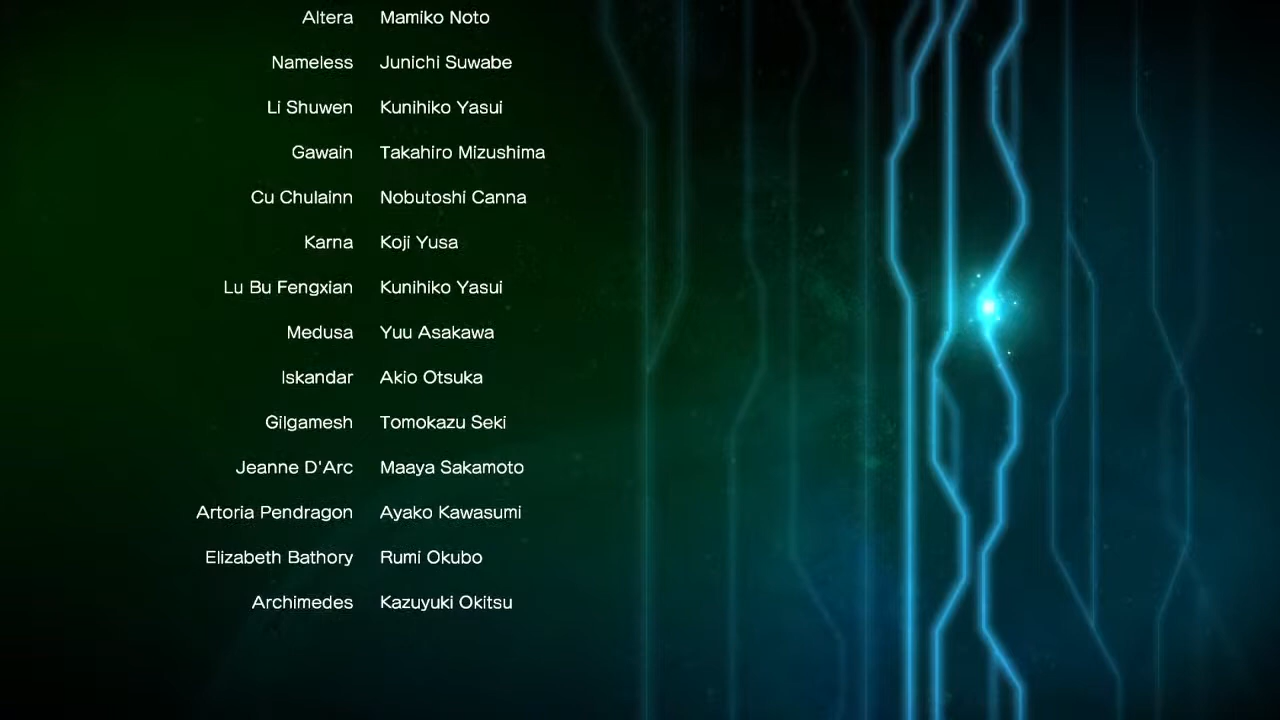 Altera Mamiko Noto
Nameless Junichi Suwabe
Li Shuwen Kunihiko Yasui
Gawain Takahiro Mizushima
Cu Chulainn Nobutoshi Canna
Karna Koji Yusa
Lu Bu Fengxian Kunihiko Yasui
Medusa Yuu Asakawa
Iskandar Akio Otsuka
Gilgamesh Tomokazu Seki
Jeanne D'Arc Maaya Sakamoto
Artoria Pendragon Ayako Kawasumi
Elizabeth Bathory Rumi Okubo
Archimedes Kazuyuki Okitsu